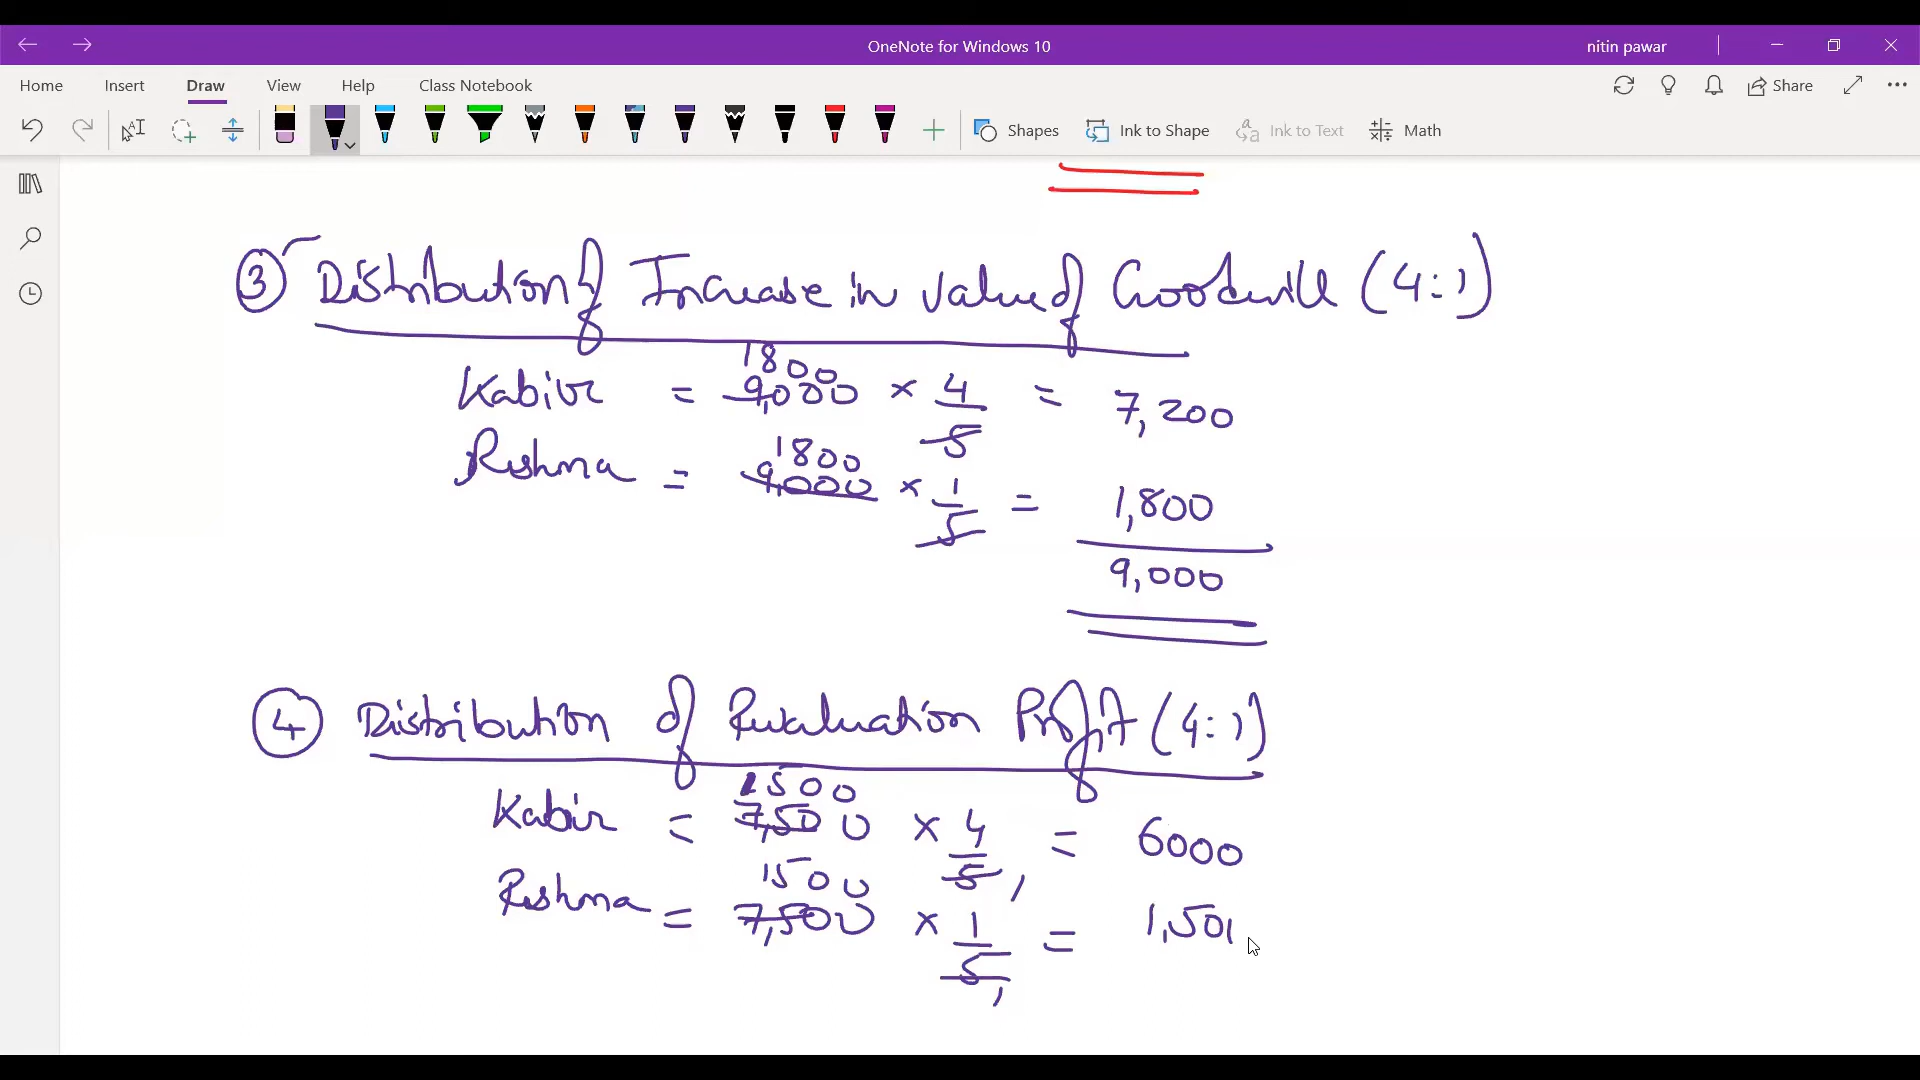 OneNote for Windows 10
nitin pawar
Home Insert Draw View Help Class Notebook
Share
Shapes Ink to Shape Ink to Text Math
③ Distribution of Increase in value of Goodwill (4:1)
1800
Kabir = 9,000 × 4/5 = 7,200
1800
Reshma = 9,000 × 1/5 = 1,800
9,000
④ Distribution of Revaluation Profit (4:1)
1500
Kabir = 7,500 × 4/5 = 6000
1500
Reshma = 7,500 × 1/5 = 1,50